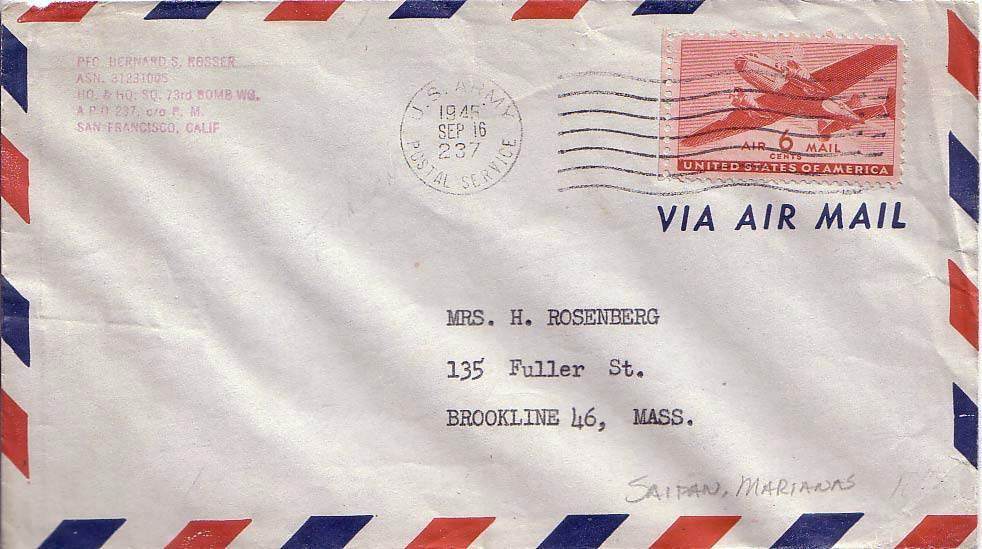 PFC. BERNARD S. ROSSER
ASN. 31231005
HQ. & HQ. SQ. 73rd BOMB WG.
A P O 237, c/o P. M.
SAN FRANCISCO, CALIF
U.S. ARMY
1945
SEP 16
237
POSTAL SERVICE
AIR 6 MAIL
CENTS
UNITED STATES OF AMERICA
VIA AIR MAIL
MRS. H. ROSENBERG
135 Fuller St.
BROOKLINE 46, MASS.
SAIPAN, MARIANAS